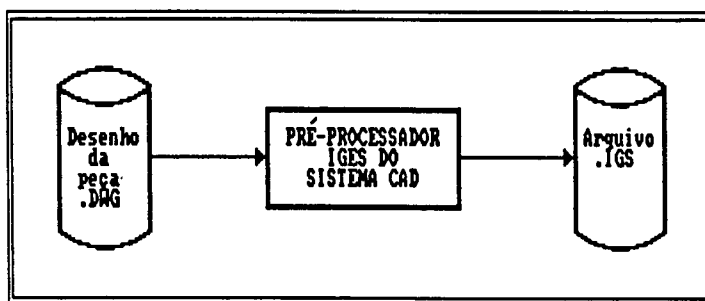 Desenho
da
peça
.DWG
PRÉ-PROCESSADOR
IGES DO
SISTEMA CAD
Arquivo
.IGS